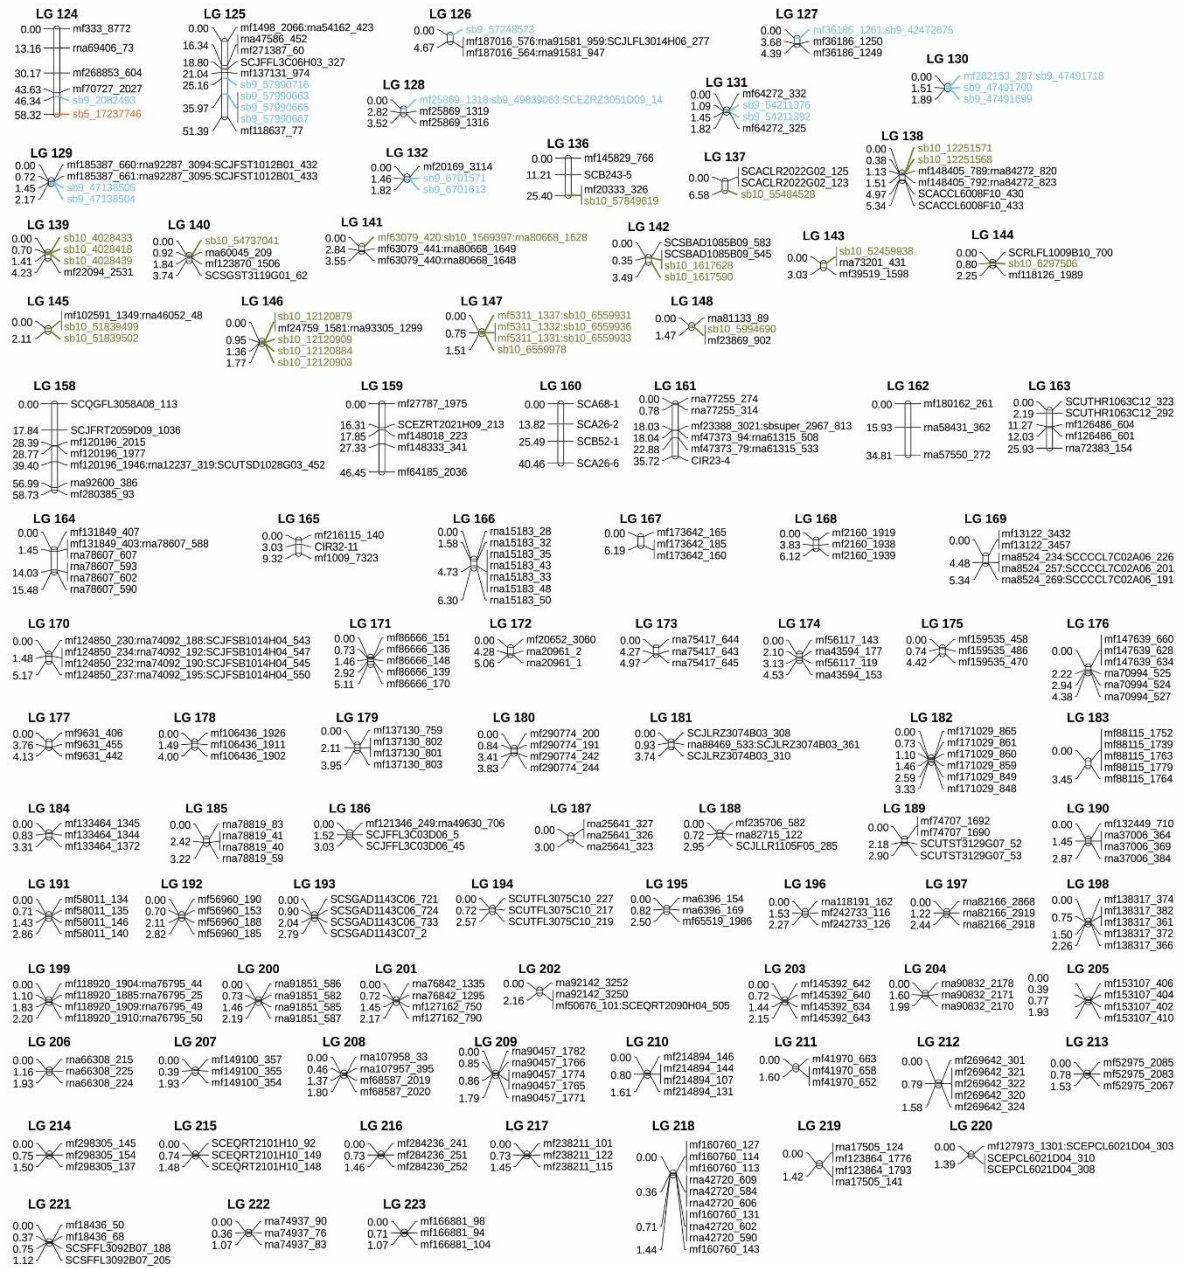 LG 124
0.00 mf333_8772
13.16 rna69406_73
30.17 mf268853_604
43.63 mf70727_2027
46.34 sb9_2082493
58.32 sb5_17237746
LG 125
0.00 mf1498_2066:rna54162_423
16.34 rna47586_452
mf271387_60
18.80 SCJFFL3C06H03_327
21.04 mf137131_974
25.16 sb9_57990716
sb9_57990663
35.97 sb9_57990665
sb9_57990667
51.39 mf118637_77
LG 126
0.00 sb9_57248573
4.67 mf187016_576:rna91581_959:SCJLFL3014H06_277
mf187016_564:rna91581_947
LG 127
0.00 mf36186_1261:sb9_42472875
3.68 mf36186_1250
4.39 mf36186_1249
LG 128
0.00 mf25869_1318:sb9_49839063:SCEZRZ3051D09_14
2.82 mf25869_1319
3.52 mf25869_1316
LG 131
0.00 mf64272_332
1.09 sb9_54211376
1.45 sb9_54211392
1.82 mf64272_325
LG 130
0.00 mf282153_297:sb9_47491718
1.51 sb9_47491700
1.89 sb9_47491699
LG 129
0.00 mf185387_660:rna92287_3094:SCJFST1012B01_432
0.72 mf185387_661:rna92287_3095:SCJFST1012B01_433
1.45 sb9_47138505
2.17 sb9_47138504
LG 132
0.00 mf20169_3114
1.46 sb9_6701571
1.82 sb9_6701613
LG 136
0.00 mf145829_766
11.21 SCB243-5
mf20333_326
25.40 sb10_57849619
LG 137
0.00 SCACLR2022G02_125
SCACLR2022G02_123
6.58 sb10_55484528
LG 138
0.00 sb10_12251571
0.38 sb10_12251568
1.13 mf148405_789:rna84272_820
1.51 mf148405_792:rna84272_823
4.97 SCACCL6008F10_430
5.34 SCACCL6008F10_433
LG 139
0.00 sb10_4028433
0.70 sb10_4028418
1.41 sb10_4028439
4.23 mf22094_2531
LG 140
0.00 sb10_54737041
0.92 rna60045_209
1.84 mf123870_1506
3.74 SCSGST3119G01_62
LG 141
0.00 mf63079_420:sb10_1569397:rna80668_1628
2.84 mf63079_441:rna80668_1649
3.55 mf63079_440:rna80668_1648
LG 142
0.00 SCSBAD1085B09_583
0.35 SCSBAD1085B09_545
sb10_1617628
3.49 sb10_1617590
LG 143
0.00 sb10_52459938
rna73201_431
3.03 mf39519_1598
LG 144
0.00 SCRLFL1009B10_700
0.80 sb10_6297506
2.25 mf118126_1989
LG 145
0.00 mf102591_1349:rna46052_48
sb10_51839499
2.11 sb10_51839502
LG 146
0.00 sb10_12120879
mf24759_1581:rna93305_1299
0.95 sb10_12120909
1.36 sb10_12120884
1.77 sb10_12120903
LG 147
0.00 mf5311_1337:sb10_6559931
0.75 mf5311_1332:sb10_6559936
mf5311_1331:sb10_6559933
1.51 sb10_6559978
LG 148
0.00 rna81133_89
sb10_5994690
1.47 mf23869_902
LG 158
0.00 SCQGFL3058A08_113
17.84 SCJFRT2059D09_1036
28.39 mf120196_2015
28.77 mf120196_1977
39.40 mf120196_1946:rna12237_319:SCUTSD1028G03_452
56.99 rna92600_386
58.73 mf280385_93
LG 159
0.00 mf27787_1975
16.31 SCEZRT2021H09_213
17.85 mf148018_223
27.33 mf148333_341
46.45 mf64185_2036
LG 160
0.00 SCA68-1
13.82 SCA26-2
25.49 SCB52-1
40.46 SCA26-6
LG 161
0.00 rna77255_274
0.78 rna77255_314
18.03 mf23388_3021:sbsuper_2967_813
18.04 mf47373_94:rna61315_508
22.88 mf47373_79:rna61315_533
35.72 CIR23-4
LG 162
0.00 mf180162_261
15.93 rna58431_362
34.81 rna57550_272
LG 163
0.00 SCUTHR1063C12_323
2.19 SCUTHR1063C12_292
11.27 mf126486_604
12.03 mf126486_601
25.93 rna72383_154
LG 164
0.00 mf131849_407
1.45 mf131849_403:rna78607_588
rna78607_607
rna78607_593
14.03 rna78607_602
15.48 rna78607_590
LG 165
0.00 mf216115_140
3.03 CIR32-11
9.32 mf1009_7323
LG 166
0.00 rna15183_28
1.58 rna15183_32
rna15183_35
rna15183_43
4.73 rna15183_33
rna15183_48
6.30 rna15183_50
LG 167
0.00 mf173642_165
mf173642_185
6.19 mf173642_160
LG 168
0.00 mf2160_1919
3.83 mf2160_1938
6.12 mf2160_1939
LG 169
0.00 mf13122_3432
mf13122_3457
rna8524_234:SCCCCL7C02A06_226
4.48 rna8524_257:SCCCCL7C02A06_201
5.34 rna8524_269:SCCCCL7C02A06_191
LG 170
0.00 mf124850_230:rna74092_188:SCJFSB1014H04_543
mf124850_234:rna74092_192:SCJFSB1014H04_547
1.48 mf124850_232:rna74092_190:SCJFSB1014H04_545
5.17 mf124850_237:rna74092_195:SCJFSB1014H04_550
LG 171
0.00 mf86666_151
0.73 mf86666_136
1.46 mf86666_148
2.92 mf86666_139
5.11 mf86666_170
LG 172
0.00 mf20652_3060
4.28 rna20961_2
5.06 rna20961_1
LG 173
0.00 rna75417_644
4.27 rna75417_643
4.97 rna75417_645
LG 174
0.00 mf56117_143
2.10 rna43594_177
3.13 mf56117_119
4.53 rna43594_153
LG 175
0.00 mf159535_458
0.74 mf159535_486
4.42 mf159535_470
LG 176
mf147639_660
0.00 mf147639_628
mf147639_634
2.22 rna70994_525
2.94 rna70994_524
4.38 rna70994_527
LG 177
0.00 mf9631_406
3.76 mf9631_455
4.13 mf9631_442
LG 178
0.00 mf106436_1926
1.49 mf106436_1911
4.00 mf106436_1902
LG 179
0.00 mf137130_759
mf137130_802
2.11 mf137130_801
3.95 mf137130_803
LG 180
0.00 mf290774_200
0.84 mf290774_191
3.41 mf290774_242
3.83 mf290774_244
LG 181
0.00 SCJLRZ3074B03_308
0.93 rna88469_533:SCJLRZ3074B03_361
3.74 SCJLRZ3074B03_310
LG 182
0.00 mf171029_865
0.73 mf171029_861
1.10 mf171029_860
1.46 mf171029_859
2.59 mf171029_849
3.33 mf171029_848
LG 183
mf88115_1752
0.00 mf88115_1739
mf88115_1763
mf88115_1779
3.45 mf88115_1764
LG 184
0.00 mf133464_1345
0.83 mf133464_1344
3.31 mf133464_1372
LG 185
0.00 rna78819_83
rna78819_41
2.42 rna78819_40
3.22 rna78819_59
LG 186
0.00 mf121346_249:rna49630_706
1.52 SCJFFL3C03D06_5
3.03 SCJFFL3C03D06_45
LG 187
0.00 rna25641_327
rna25641_326
3.00 rna25641_323
LG 188
0.00 mf235706_582
0.72 rna82715_122
2.95 SCJLLR1105F05_285
LG 189
0.00 mf74707_1692
mf74707_1690
2.18 SCUTST3129G07_52
2.90 SCUTST3129G07_53
LG 190
0.00 mf132449_710
rna37006_364
1.45 rna37006_369
2.87 rna37006_384
LG 191
0.00 mf58011_134
0.71 mf58011_135
1.43 mf58011_146
2.86 mf58011_140
LG 192
0.00 mf56960_190
0.70 mf56960_153
2.11 mf56960_188
2.82 mf56960_185
LG 193
0.00 SCSGAD1143C06_721
0.90 SCSGAD1143C06_724
2.04 SCSGAD1143C06_733
2.79 SCSGAD1143C07_2
LG 194
0.00 SCUTFL3075C10_227
0.72 SCUTFL3075C10_217
2.57 SCUTFL3075C10_219
LG 195
0.00 rna6396_154
0.82 rna6396_169
2.50 mf65519_1986
LG 196
0.00 rna118191_162
1.53 mf242733_116
2.27 mf242733_126
LG 197
0.00 rna82166_2868
1.22 rna82166_2919
2.44 rna82166_2918
LG 198
0.00 mf138317_374
0.75 mf138317_382
mf138317_361
1.50 mf138317_372
2.26 mf138317_366
LG 199
0.00 mf118920_1904:rna76795_44
1.10 mf118920_1885:rna76795_25
1.83 mf118920_1909:rna76795_49
2.20 mf118920_1910:rna76795_50
LG 200
0.00 rna91851_586
0.73 rna91851_582
1.46 rna91851_585
2.19 rna91851_587
LG 201
0.00 rna76842_1335
0.72 rna76842_1295
1.45 mf127162_750
2.17 mf127162_790
LG 202
0.00 rna92142_3252
rna92142_3250
2.16 mf50676_101:SCEQRT2090H04_505
LG 203
0.00 mf145392_642
0.72 mf145392_640
1.44 mf145392_634
2.15 mf145392_643
LG 204
0.00 rna90832_2178
1.60 rna90832_2171
1.99 rna90832_2170
LG 205
0.00 mf153107_406
0.39 mf153107_404
0.77 mf153107_402
1.93 mf153107_410
LG 206
0.00 rna66308_215
1.16 rna66308_225
1.93 rna66308_224
LG 207
0.00 mf149100_357
0.39 mf149100_355
1.93 mf149100_354
LG 208
0.00 rna107958_33
0.46 rna107958_395
1.37 mf68587_2019
1.80 mf68587_2020
LG 209
0.00 rna90457_1782
0.85 rna90457_1766
rna90457_1774
0.86 rna90457_1765
1.79 rna90457_1771
LG 210
0.00 mf214894_146
mf214894_144
0.80 mf214894_107
1.61 mf214894_131
LG 211
0.00 mf41970_663
mf41970_658
1.60 mf41970_652
LG 212
0.00 mf269642_301
mf269642_321
0.79 mf269642_322
mf269642_320
1.58 mf269642_324
LG 213
0.00 mf52975_2085
0.78 mf52975_2083
1.53 mf52975_2067
LG 214
0.00 mf298305_145
0.75 mf298305_154
1.50 mf298305_137
LG 215
0.00 SCEQRT2101H10_92
0.74 SCEQRT2101H10_149
1.48 SCEQRT2101H10_148
LG 216
0.00 mf284236_241
0.73 mf284236_251
1.46 mf284236_252
LG 217
0.00 mf238211_101
0.73 mf238211_122
1.45 mf238211_115
LG 218
mf160760_127
0.00 mf160760_114
mf160760_113
rna42720_609
0.36 rna42720_584
rna42720_606
mf160760_131
0.71 rna42720_602
rna42720_590
1.44 mf160760_143
LG 219
0.00 rna17505_124
mf123864_1776
mf123864_1793
1.42 rna17505_141
LG 220
0.00 mf127973_1301:SCEPCL6021D04_303
SCEPCL6021D04_310
1.39 SCEPCL6021D04_308
LG 221
0.00 mf18436_50
0.37 mf18436_68
0.75 SCSFFL3092B07_188
1.12 SCSFFL3092B07_205
LG 222
0.00 rna74937_90
0.36 rna74937_76
1.07 rna74937_83
LG 223
0.00 mf166881_98
0.71 mf166881_94
1.07 mf166881_104